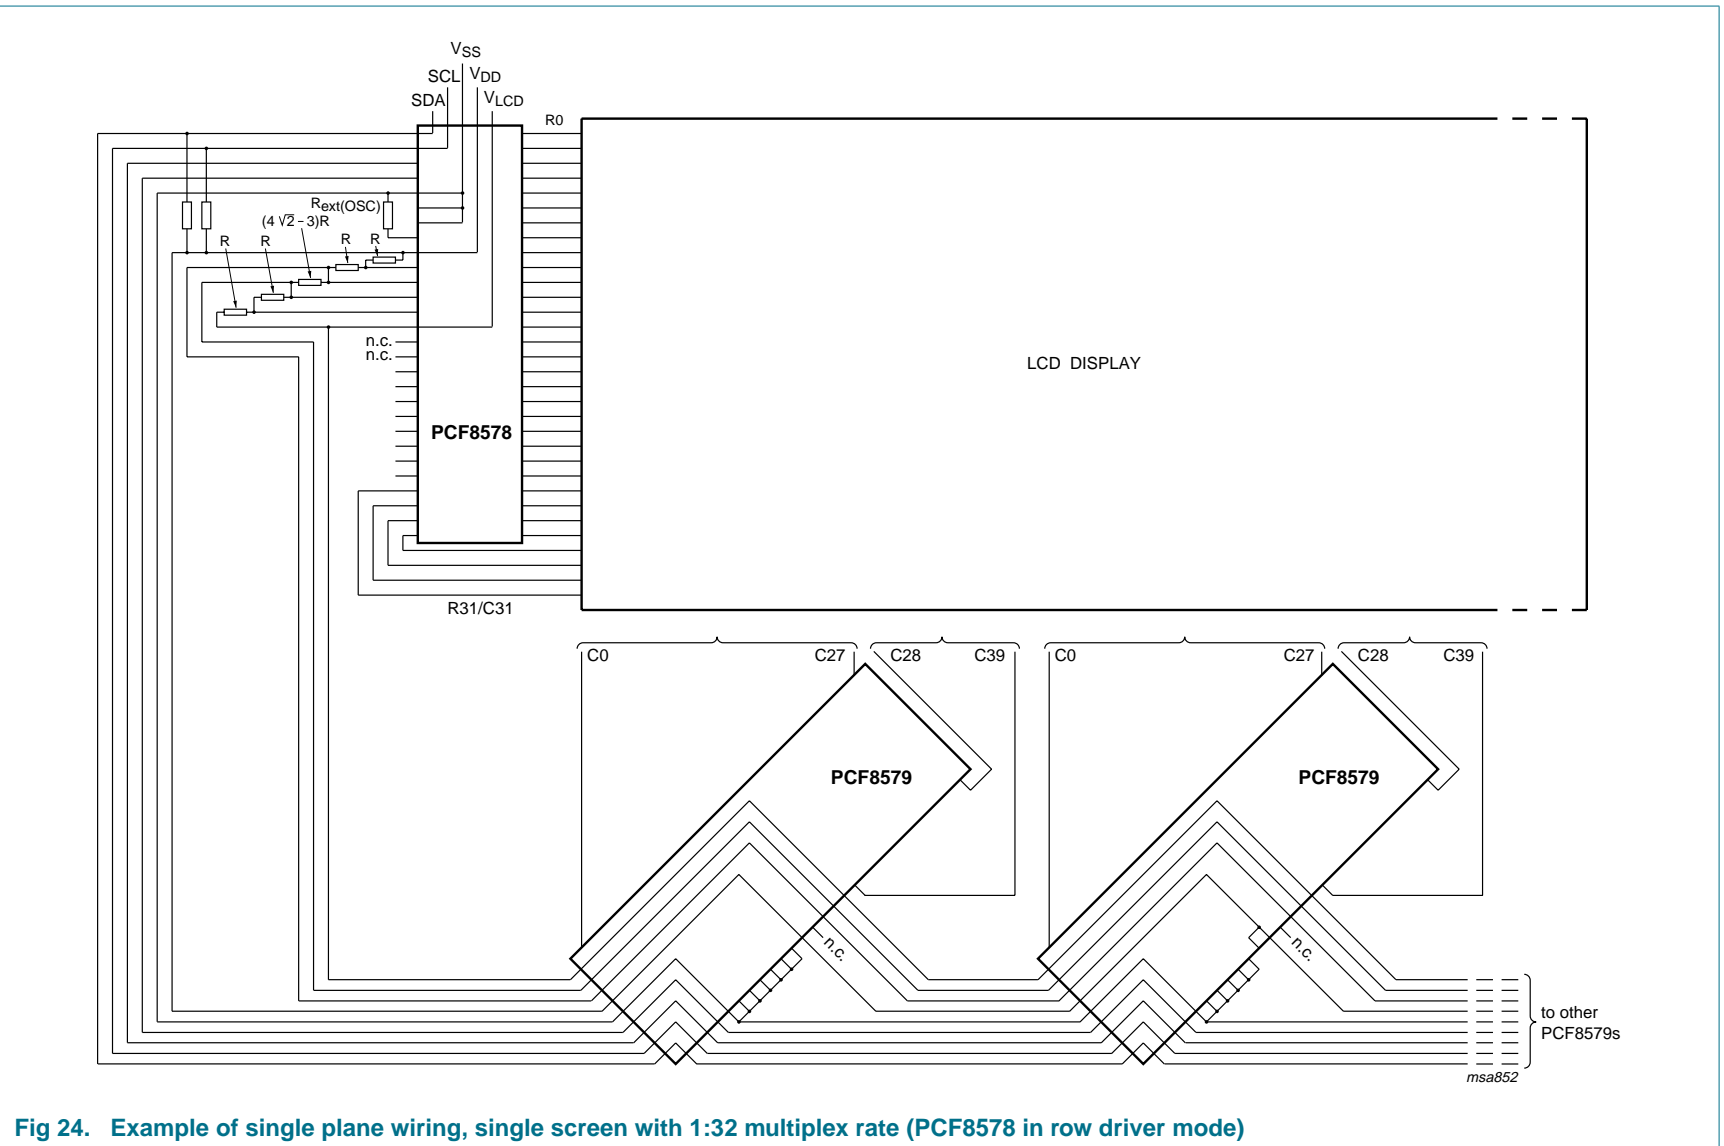 VSS
SCL
VDD
SDA
VLCD
R0
Rext(OSC)
(4 √2 – 3)R
R
R
R
R
n.c.
n.c.
LCD DISPLAY
PCF8578
R31/C31
C0
C27
C28
C39
C0
C27
C28
C39
PCF8579
PCF8579
n.c.
n.c.
to other
PCF8579s
msa852
Fig 24. Example of single plane wiring, single screen with 1:32 multiplex rate (PCF8578 in row driver mode)